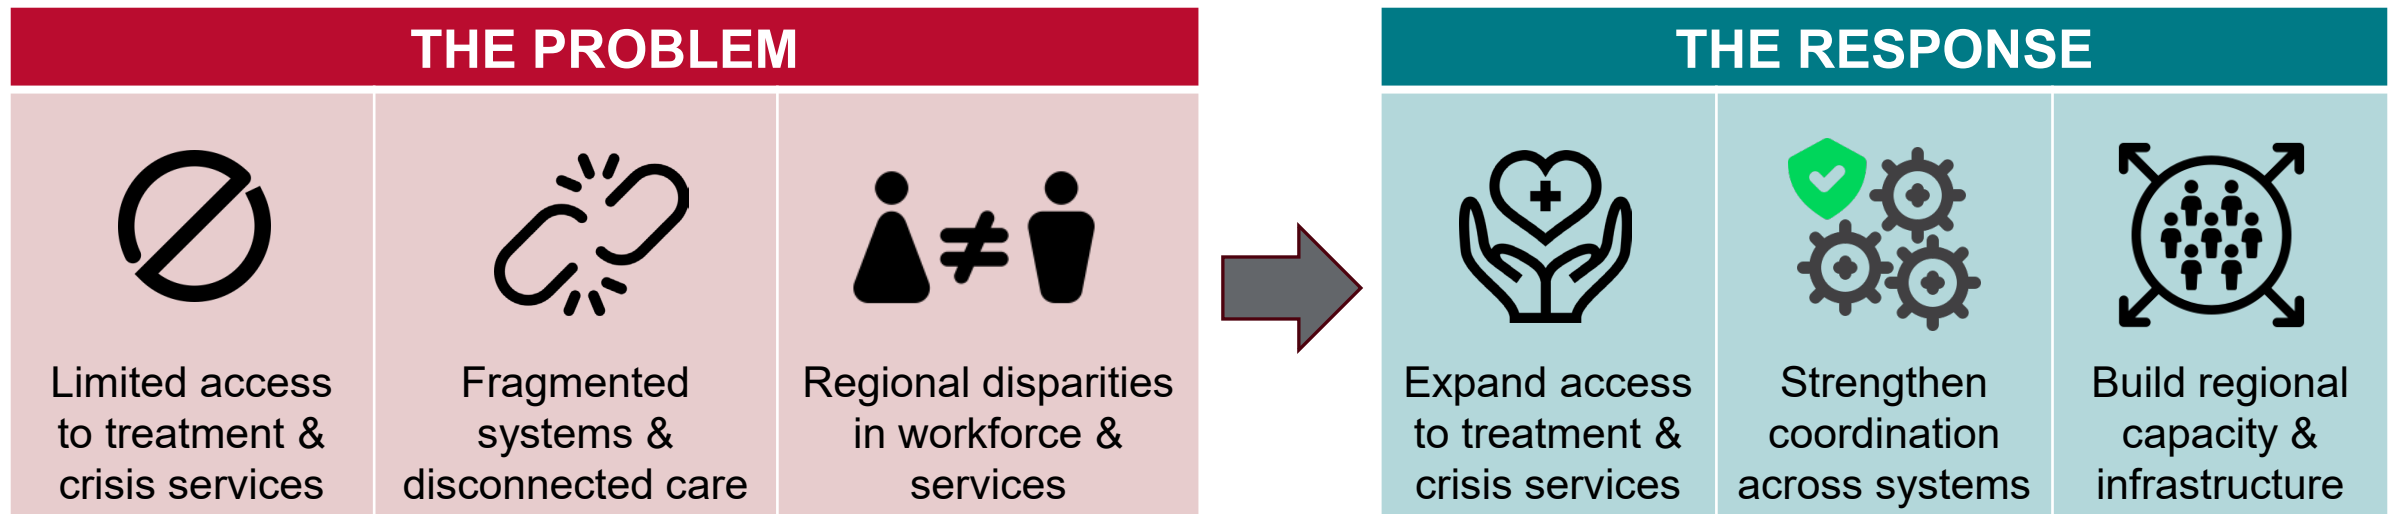 THE PROBLEM
Limited access
to treatment &
crisis services
Fragmented
systems &
disconnected care
Regional disparities
in workforce &
services
THE RESPONSE
Expand access
to treatment &
crisis services
Strengthen
coordination
across systems
Build regional
capacity &
infrastructure